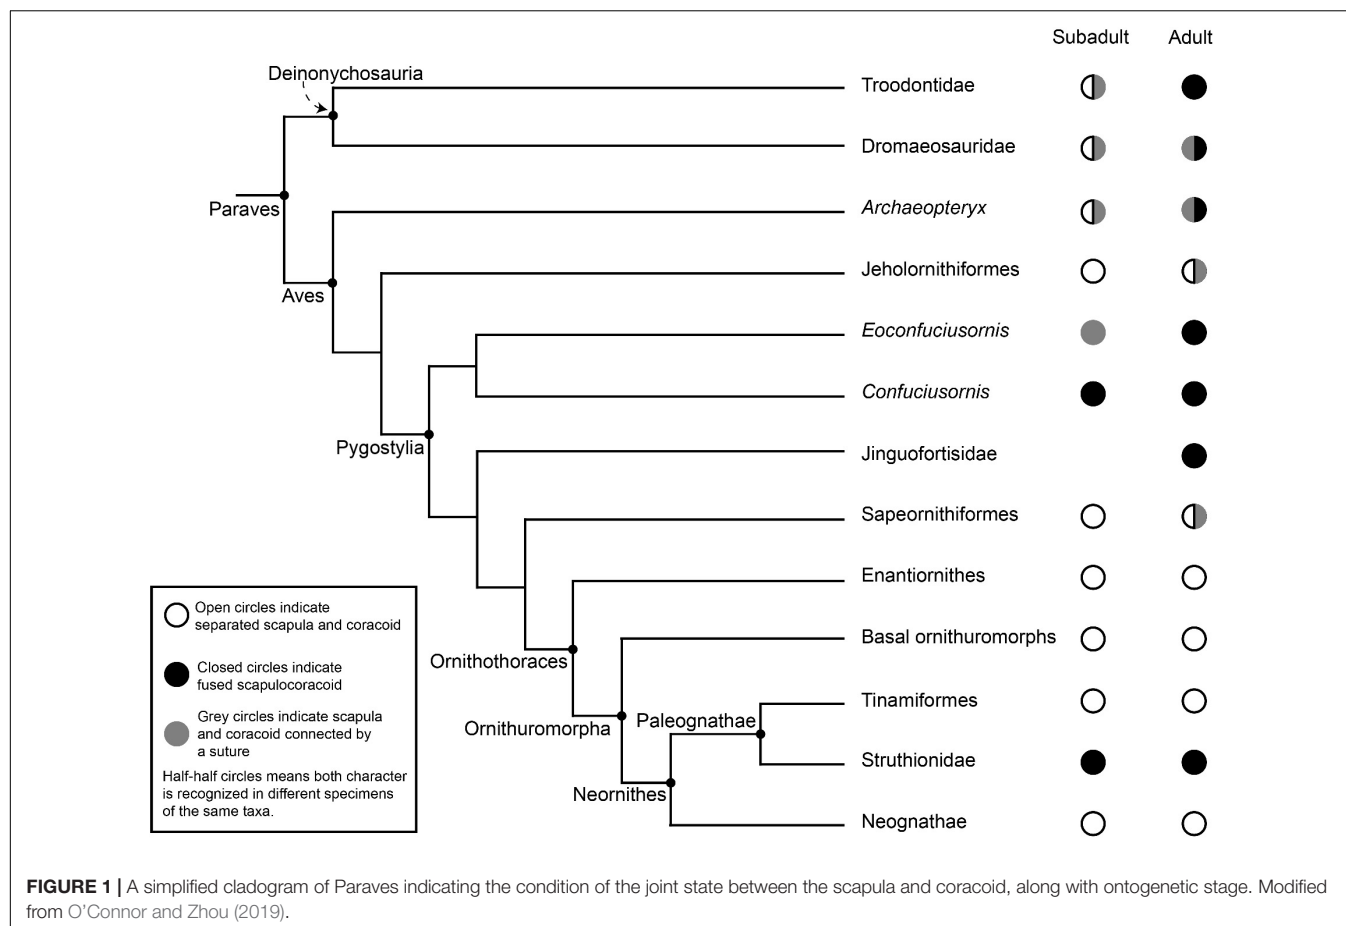 Subadult Adult
Deinonychosauria
Troodontidae
Dromaeosauridae
Paraves
Archaeopteryx
Jeholornithiformes
Aves
Eoconfuciusornis
Confuciusornis
Pygostylia
Jinguofortisidae
Sapeornithiformes
Enantiornithes
Open circles indicate
separated scapula and coracoid
Basal ornithuromorphs
Ornithothoraces
Closed circles indicate
fused scapulocoracoid
Tinamiformes
Paleognathae
Ornithuromorpha
Grey circles indicate scapula
and coracoid connected by
a suture
Struthionidae
Half-half circles means both character
is recognized in different specimens
of the same taxa.
Neornithes
Neognathae
FIGURE 1 | A simplified cladogram of Paraves indicating the condition of the joint state between the scapula and coracoid, along with ontogenetic stage. Modified
from O'Connor and Zhou (2019).